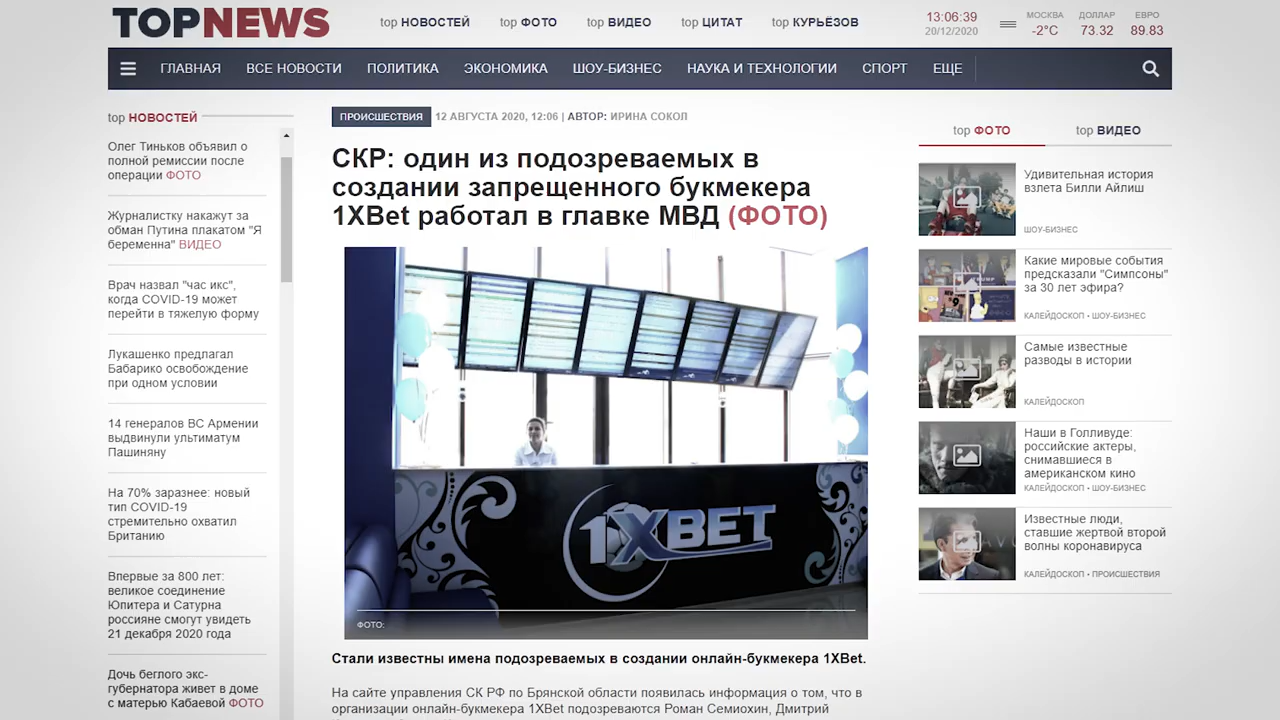 TOPNEWS
top НОВОСТЕЙ top ФОТО top ВИДЕО top ЦИТАТ top КУРЬЁЗОВ
13:06:39
20/12/2020
МОСКВА
-2°C
ДОЛЛАР
73.32
ЕВРО
89.83
ГЛАВНАЯ ВСЕ НОВОСТИ ПОЛИТИКА ЭКОНОМИКА ШОУ-БИЗНЕС НАУКА И ТЕХНОЛОГИИ СПОРТ ЕЩЕ
top НОВОСТЕЙ
Олег Тиньков объявил о
полной ремиссии после
операции ФОТО
Журналистку накажут за
обман Путина плакатом "Я
беременна" ВИДЕО
Врач назвал "час икс",
когда COVID-19 может
перейти в тяжелую форму
Лукашенко предлагал
Бабарико освобождение
при одном условии
14 генералов ВС Армении
выдвинули ультиматум
Пашиняну
На 70% заразнее: новый
тип COVID-19
стремительно охватил
Британию
Впервые за 800 лет:
великое соединение
Юпитера и Сатурна
россияне смогут увидеть
21 декабря 2020 года
Дочь беглого экс-
губернатора живет в доме
с матерью Кабаевой ФОТО
ПРОИСШЕСТВИЯ 12 АВГУСТА 2020, 12:06 | АВТОР: ИРИНА СОКОЛ
СКР: один из подозреваемых в
создании запрещенного букмекера
1XBet работал в главке МВД (ФОТО)
1XBET
ФОТО:
Стали известны имена подозреваемых в создании онлайн-букмекера 1XBet.
На сайте управления СК РФ по Брянской области появилась информация о том, что в
организации онлайн-букмекера 1XBet подозреваются Роман Семиохин, Дмитрий
top ФОТО top ВИДЕО
Удивительная история
взлета Билли Айлиш
ШОУ-БИЗНЕС
Какие мировые события
предсказали "Симпсоны"
за 30 лет эфира?
КАЛЕЙДОСКОП • ШОУ-БИЗНЕС
Самые известные
разводы в истории
КАЛЕЙДОСКОП
Наши в Голливуде:
российские актеры,
снимавшиеся в
американском кино
КАЛЕЙДОСКОП • ШОУ-БИЗНЕС
Известные люди,
ставшие жертвой второй
волны коронавируса
КАЛЕЙДОСКОП • ПРОИСШЕСТВИЯ